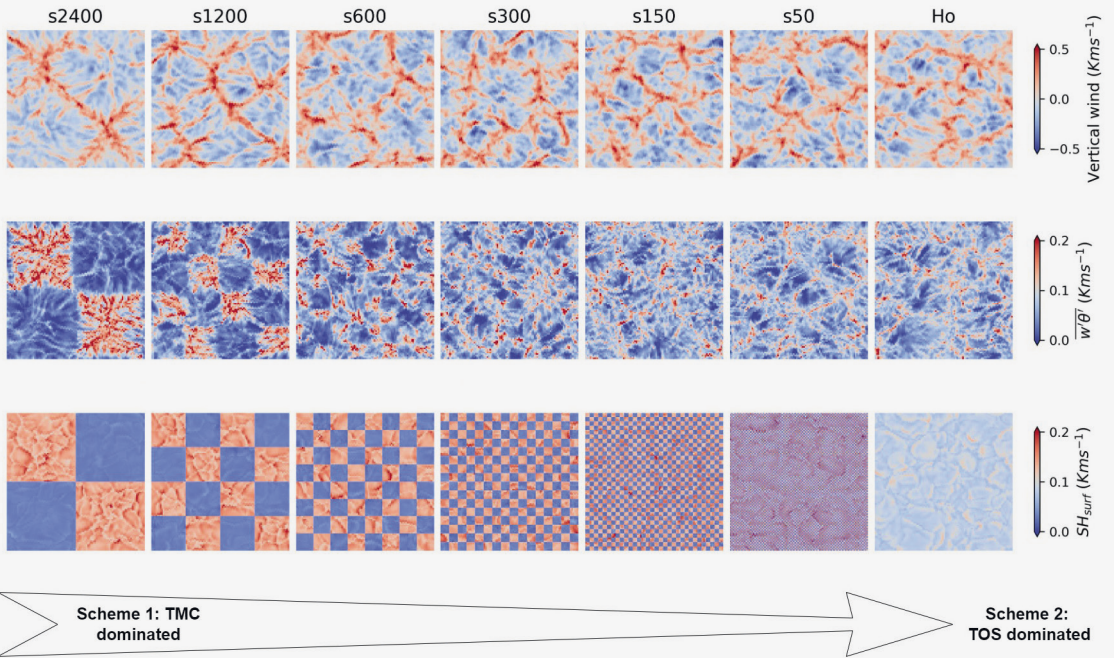 s2400 s1200 s600 s300 s150 s50 Ho
0.5
0.0
−0.5
Vertical wind (Kms⁻¹)
0.2
0.1
0.0
w'θ' (Kms⁻¹)
0.2
0.1
0.0
SH_surf (Kms⁻¹)
Scheme 1: TMC
dominated
Scheme 2:
TOS dominated